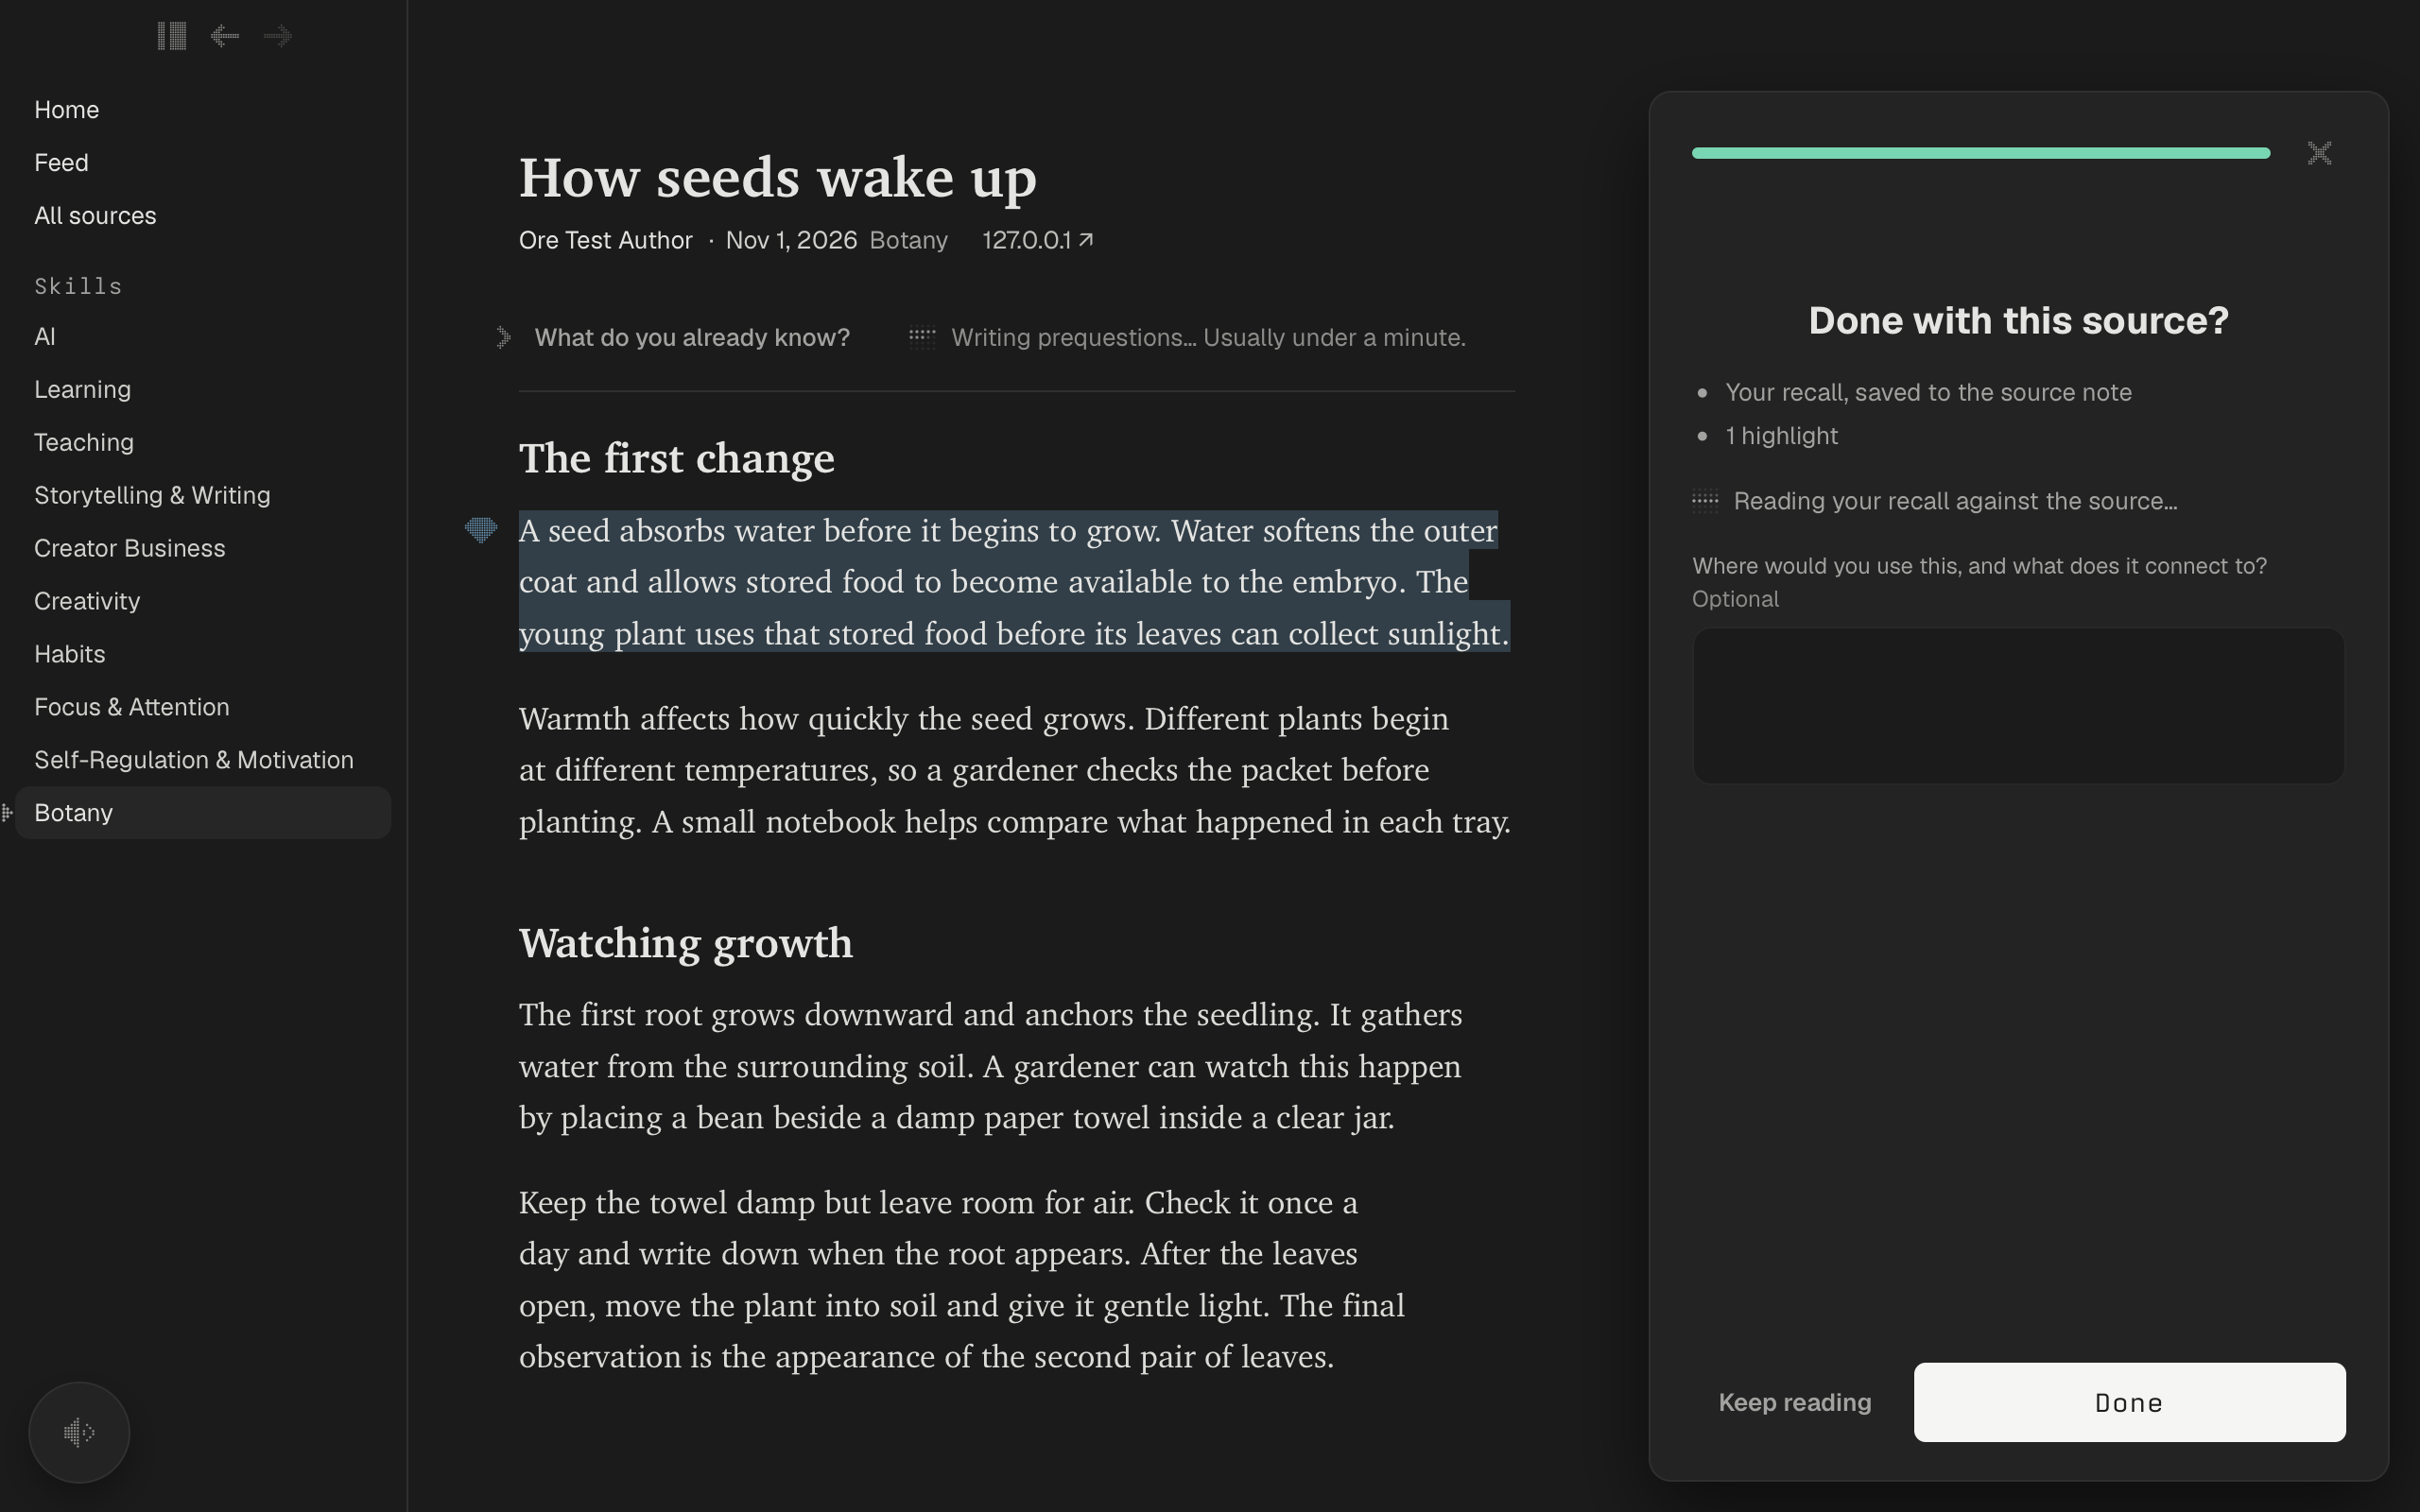 Home
Feed
All sources
Skills
AI
Learning
Teaching
Storytelling & Writing
Creator Business
Creativity
Habits
Focus & Attention
Self-Regulation & Motivation
Botany
How seeds wake up
Ore Test Author · Nov 1, 2026 Botany 127.0.0.1 ↗
What do you already know? Writing prequestions... Usually under a minute.
The first change
A seed absorbs water before it begins to grow. Water softens the outer
coat and allows stored food to become available to the embryo. The
young plant uses that stored food before its leaves can collect sunlight.
Warmth affects how quickly the seed grows. Different plants begin
at different temperatures, so a gardener checks the packet before
planting. A small notebook helps compare what happened in each tray.
Watching growth
The first root grows downward and anchors the seedling. It gathers
water from the surrounding soil. A gardener can watch this happen
by placing a bean beside a damp paper towel inside a clear jar.
Keep the towel damp but leave room for air. Check it once a
day and write down when the root appears. After the leaves
open, move the plant into soil and give it gentle light. The final
observation is the appearance of the second pair of leaves.
Done with this source?
• Your recall, saved to the source note
• 1 highlight
Reading your recall against the source...
Where would you use this, and what does it connect to?
Optional
Keep reading
Done